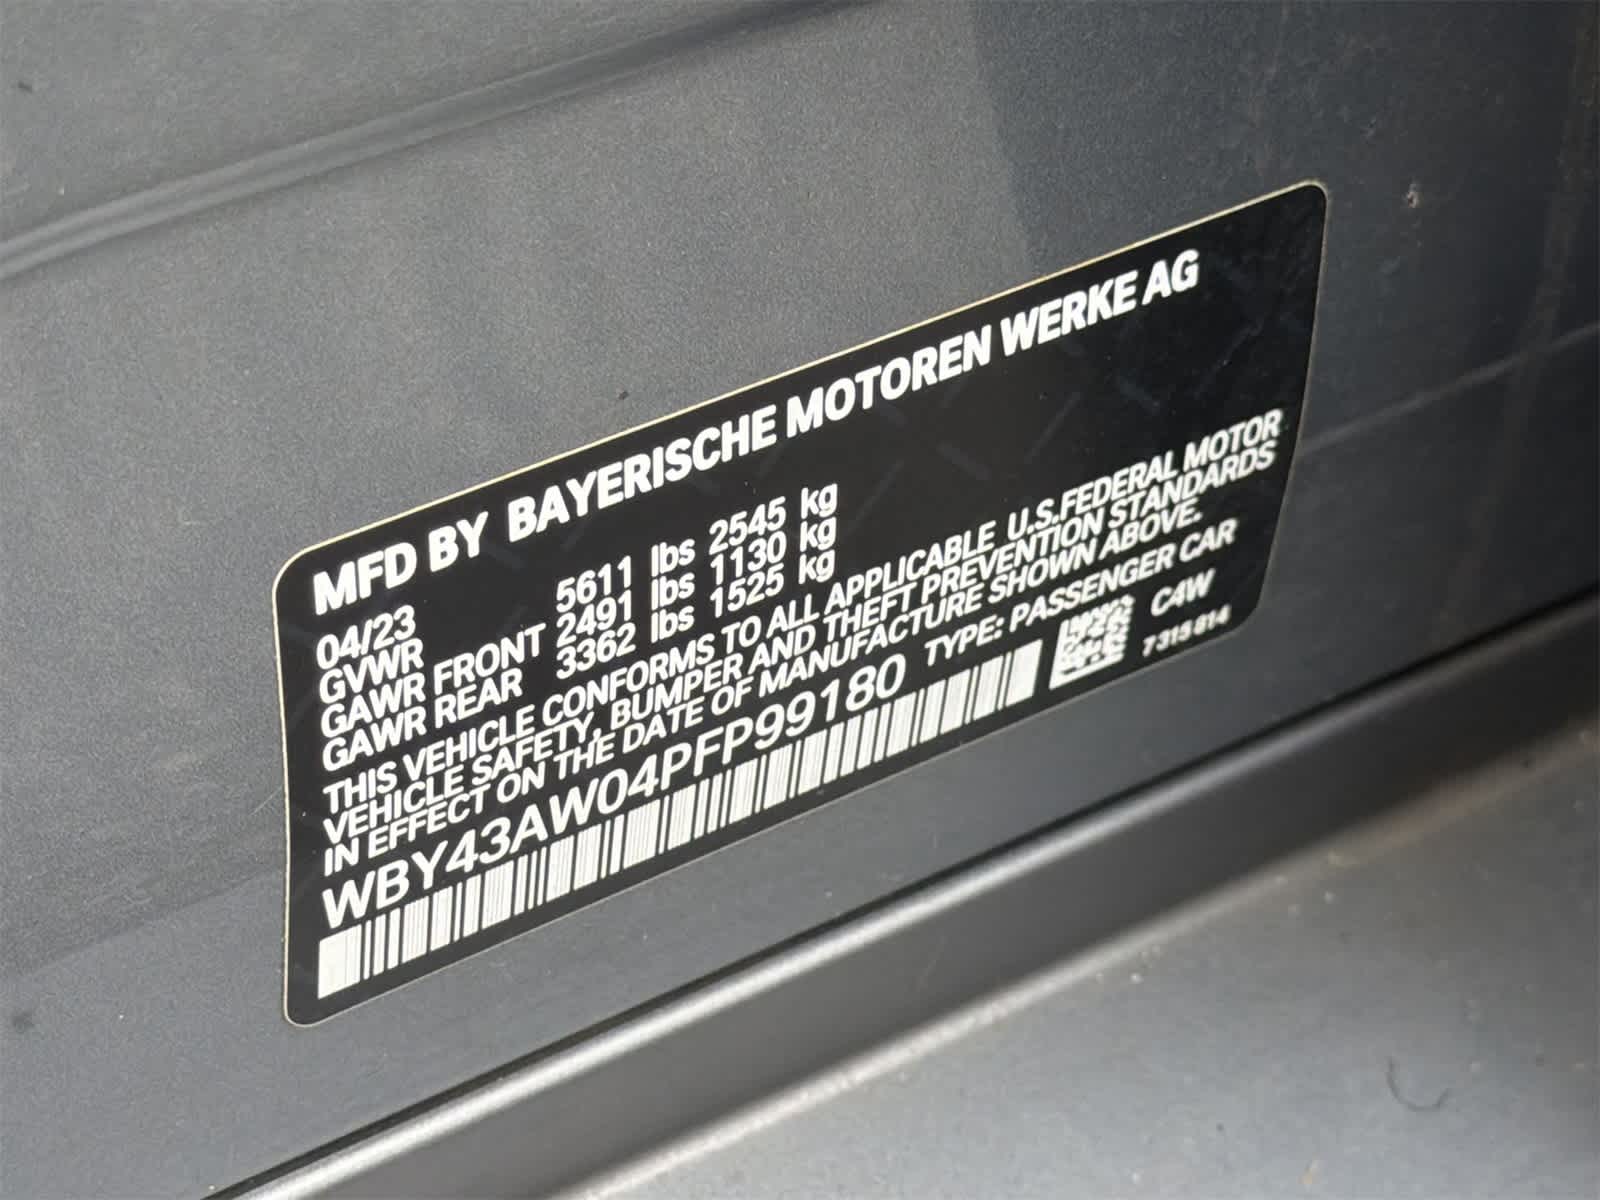 MFD BY BAYERISCHE MOTOREN WERKE AG
04/23
GVWR 5611 lbs 2545 kg
GAWR FRONT 2491 lbs 1130 kg
GAWR REAR 3362 lbs 1525 kg
THIS VEHICLE CONFORMS TO ALL APPLICABLE U.S.FEDERAL MOTOR
VEHICLE SAFETY, BUMPER AND THEFT PREVENTION STANDARDS
IN EFFECT ON THE DATE OF MANUFACTURE SHOWN ABOVE.
WBY43AW04PFP99180 TYPE: PASSENGER CAR
C4W
7 315 814